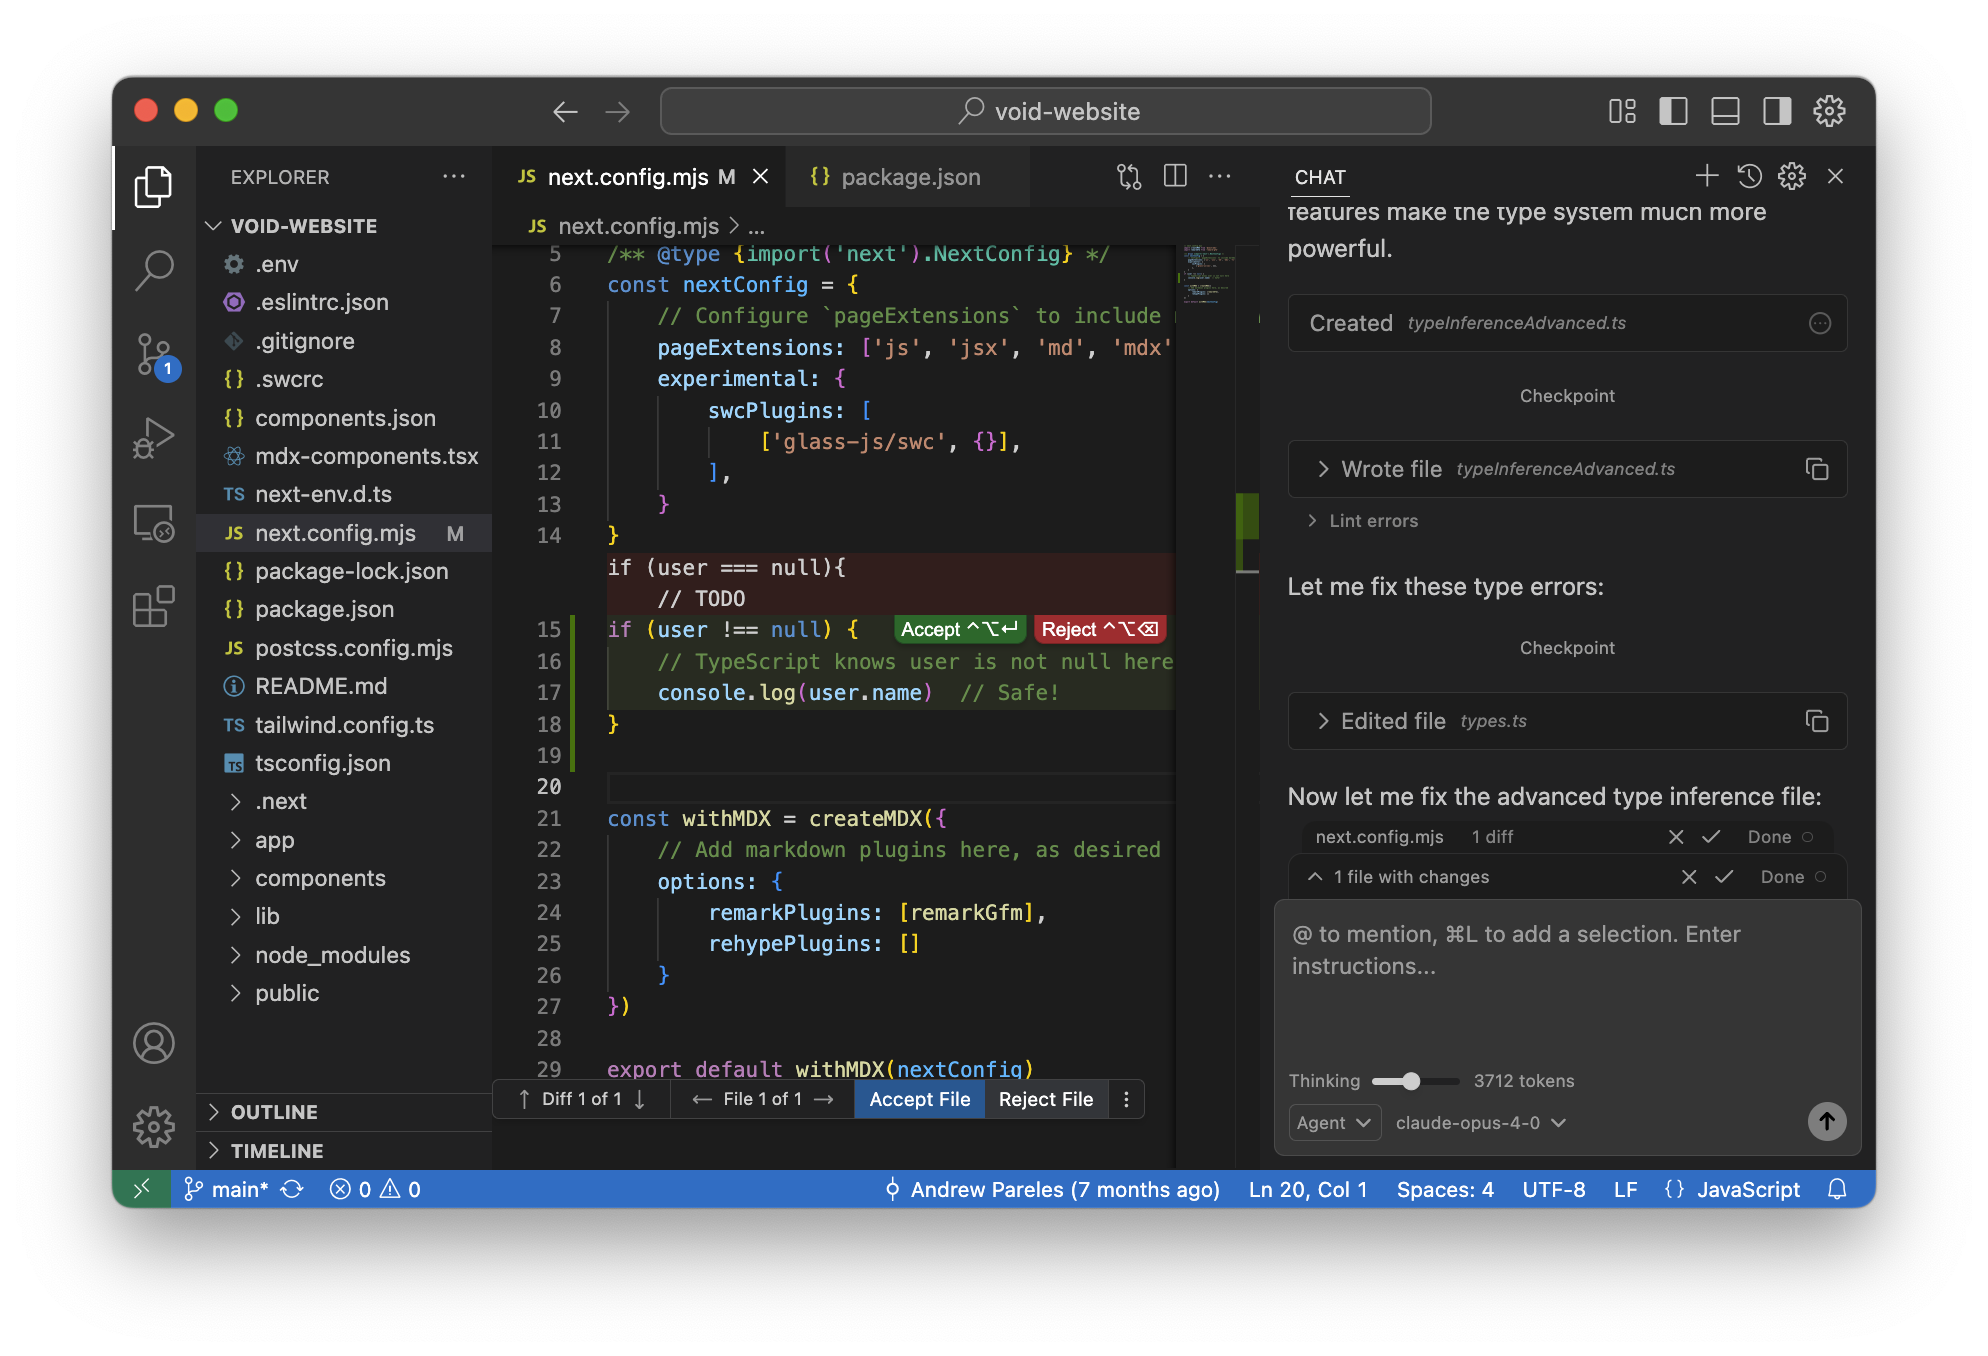 void-website
EXPLORER
VOID-WEBSITE
.env
.eslintrc.json
.gitignore
.swcrc
components.json
mdx-components.tsx
TS next-env.d.ts
JS next.config.mjs M
package-lock.json
package.json
JS postcss.config.mjs
README.md
TS tailwind.config.ts
TS tsconfig.json
.next
app
components
lib
node_modules
public
OUTLINE
TIMELINE
1
JS next.config.mjs M
{} package.json
JS next.config.mjs > ...
5 /** @type {import('next').NextConfig} */
6 const nextConfig = {
7 // Configure `pageExtensions` to include
8 pageExtensions: ['js', 'jsx', 'md', 'mdx'
9 experimental: {
10 swcPlugins: [
11 ['glass-js/swc', {}],
12 ],
13 }
14 }
if (user === null){
// TODO
15 if (user !== null) { Accept ^⌥↵ Reject ^⌥⌫
16 // TypeScript knows user is not null here
17 console.log(user.name) // Safe!
18 }
19
20
21 const withMDX = createMDX({
22 // Add markdown plugins here, as desired
23 options: {
24 remarkPlugins: [remarkGfm],
25 rehypePlugins: []
26 }
27 })
28
29 export default withMDX(nextConfig)
↑ Diff 1 of 1 ↓ ← File 1 of 1 → Accept File Reject File
CHAT
features make the type system much more
powerful.
Created typeInferenceAdvanced.ts
Checkpoint
Wrote file typeInferenceAdvanced.ts
Lint errors
Let me fix these type errors:
Checkpoint
Edited file types.ts
Now let me fix the advanced type inference file:
next.config.mjs 1 diff Done
1 file with changes Done
@ to mention, ⌘L to add a selection. Enter
instructions...
Thinking 3712 tokens
Agent claude-opus-4-0
main* 0 0 Andrew Pareles (7 months ago) Ln 20, Col 1 Spaces: 4 UTF-8 LF {} JavaScript